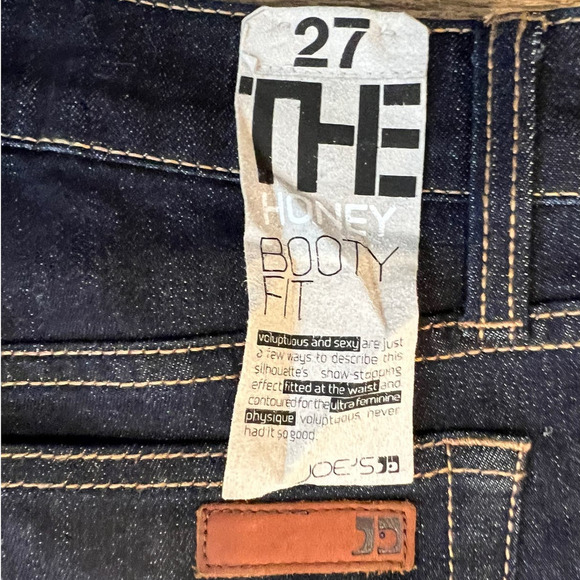 27
THE
HONEY
BOOTY
FIT
voluptuous and sexy are just
a few ways to describe this
silhouette's show-stopping
effect fitted at the waist and
contoured for the ultra feminine
physique voluptuous never
had it so good.
JOE'S